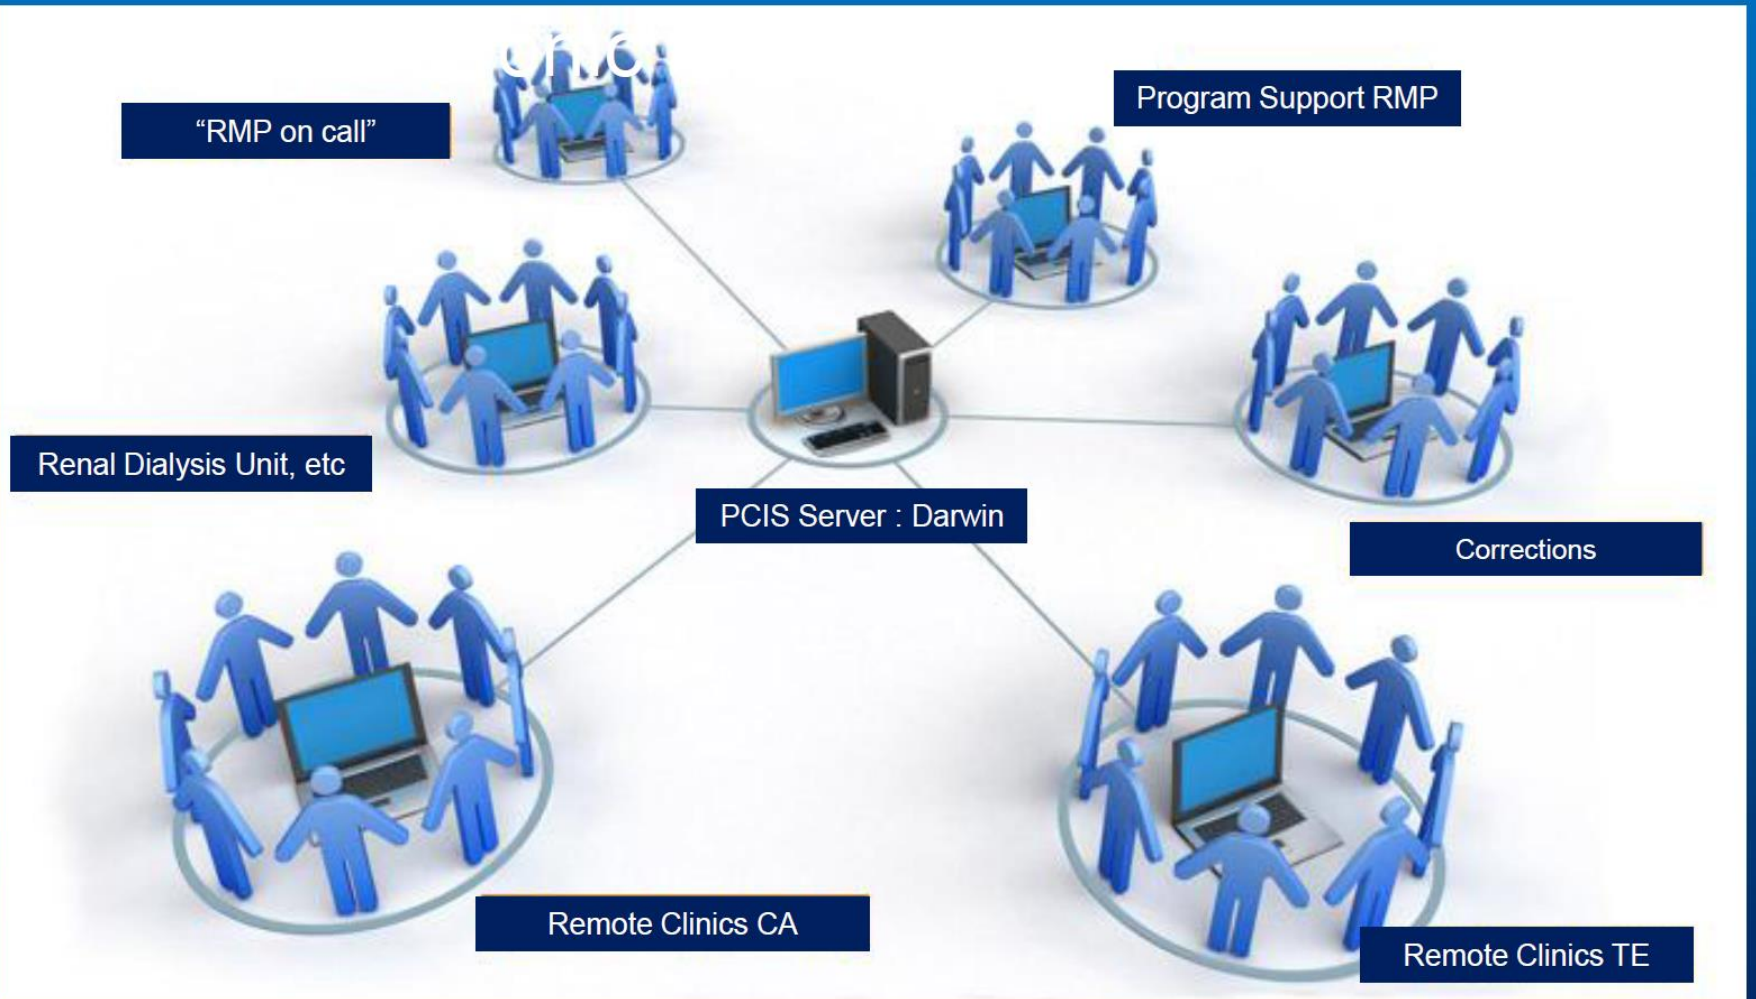 Program Support RMP
“RMP on call”
Renal Dialysis Unit, etc
PCIS Server : Darwin
Corrections
Remote Clinics CA
Remote Clinics TE